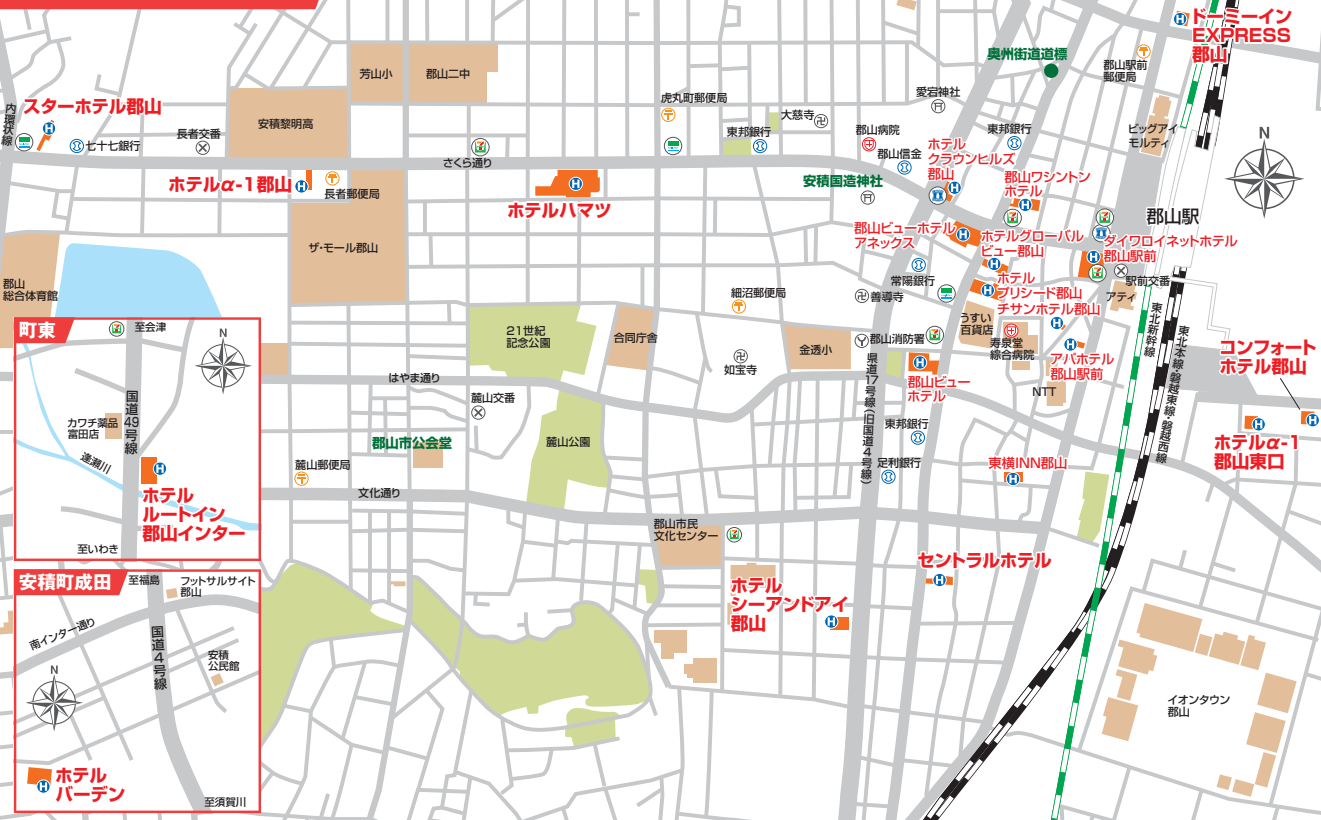 ドーミーイン
EXPRESS
郡山
奥州街道道標
郡山駅前
郵便局
芳山小
郡山二中
内環状線
スターホテル郡山
七十七銀行
長者交番
安積黎明高
虎丸町郵便局
大慈寺
愛宕神社
東邦銀行
郡山病院
郡山信金
東邦銀行
ビッグアイ
モルティ
N
さくら通り
ホテル
クラウンヒルズ
郡山
郡山ワシントン
ホテル
安積国造神社
ホテルα-1郡山
長者郵便局
ホテルハマツ
郡山駅
郡山ビューホテル
アネックス
ホテルグローバル
ビュー郡山
ダイワロイネットホテル
郡山駅前
ザ・モール郡山
郡山
総合体育館
常陽銀行
善導寺
ホテル
プリシード郡山
駅前交番
アティ
チサンホテル郡山
細沼郵便局
うすい
百貨店
町東
至会津
N
21世紀
記念公園
合同庁舎
金透小
郡山消防署
寿泉堂
綜合病院
東北新幹線
東北本線・磐越東線・磐越西線
コンフォート
ホテル郡山
如宝寺
アパホテル
郡山駅前
県道17号線(旧国道4号線)
郡山ビュー
ホテル
はやま通り
NTT
国道49号線
カワチ薬品
富田店
麓山交番
東邦銀行
郡山市公会堂
麓山公園
ホテルα-1
郡山東口
逢瀬川
足利銀行
東横INN郡山
麓山郵便局
文化通り
ホテル
ルートイン
郡山インター
郡山市民
文化センター
至いわき
セントラルホテル
安積町成田
至福島
フットサルサイト
郡山
ホテル
シーアンドアイ
郡山
南インター通り
国道4号線
安積
公民館
N
イオンタウン
郡山
ホテル
バーデン
至須賀川